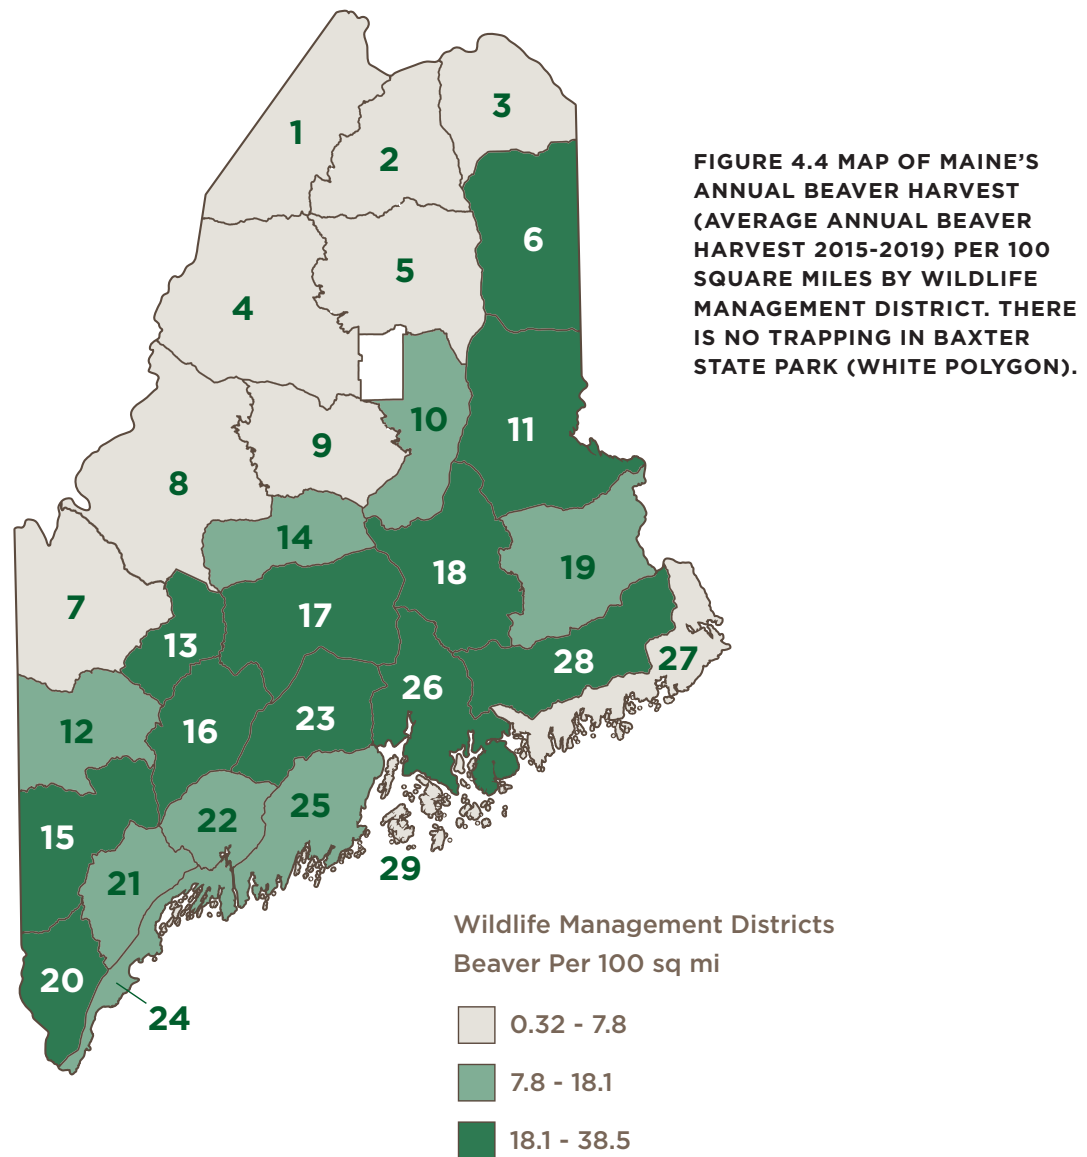 1
2
3
FIGURE 4.4 MAP OF MAINE'S
ANNUAL BEAVER HARVEST
(AVERAGE ANNUAL BEAVER
HARVEST 2015-2019) PER 100
SQUARE MILES BY WILDLIFE
MANAGEMENT DISTRICT. THERE
IS NO TRAPPING IN BAXTER
STATE PARK (WHITE POLYGON).
6
5
4
10
11
9
8
14
18
19
7
17
13
28
27
26
12
16
23
15
22
25
29
21
20
24
Wildlife Management Districts
Beaver Per 100 sq mi
0.32 - 7.8
7.8 - 18.1
18.1 - 38.5